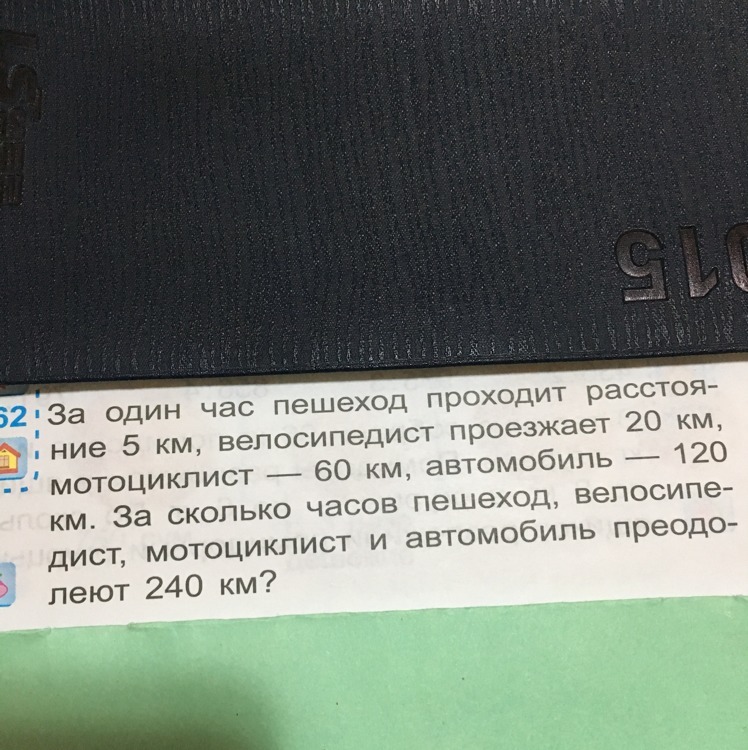 015
62 За один час пешеход проходит расстоя-
ние 5 км, велосипедист проезжает 20 км,
мотоциклист — 60 км, автомобиль — 120
км. За сколько часов пешеход, велосипе-
дист, мотоциклист и автомобиль преодо-
леют 240 км?